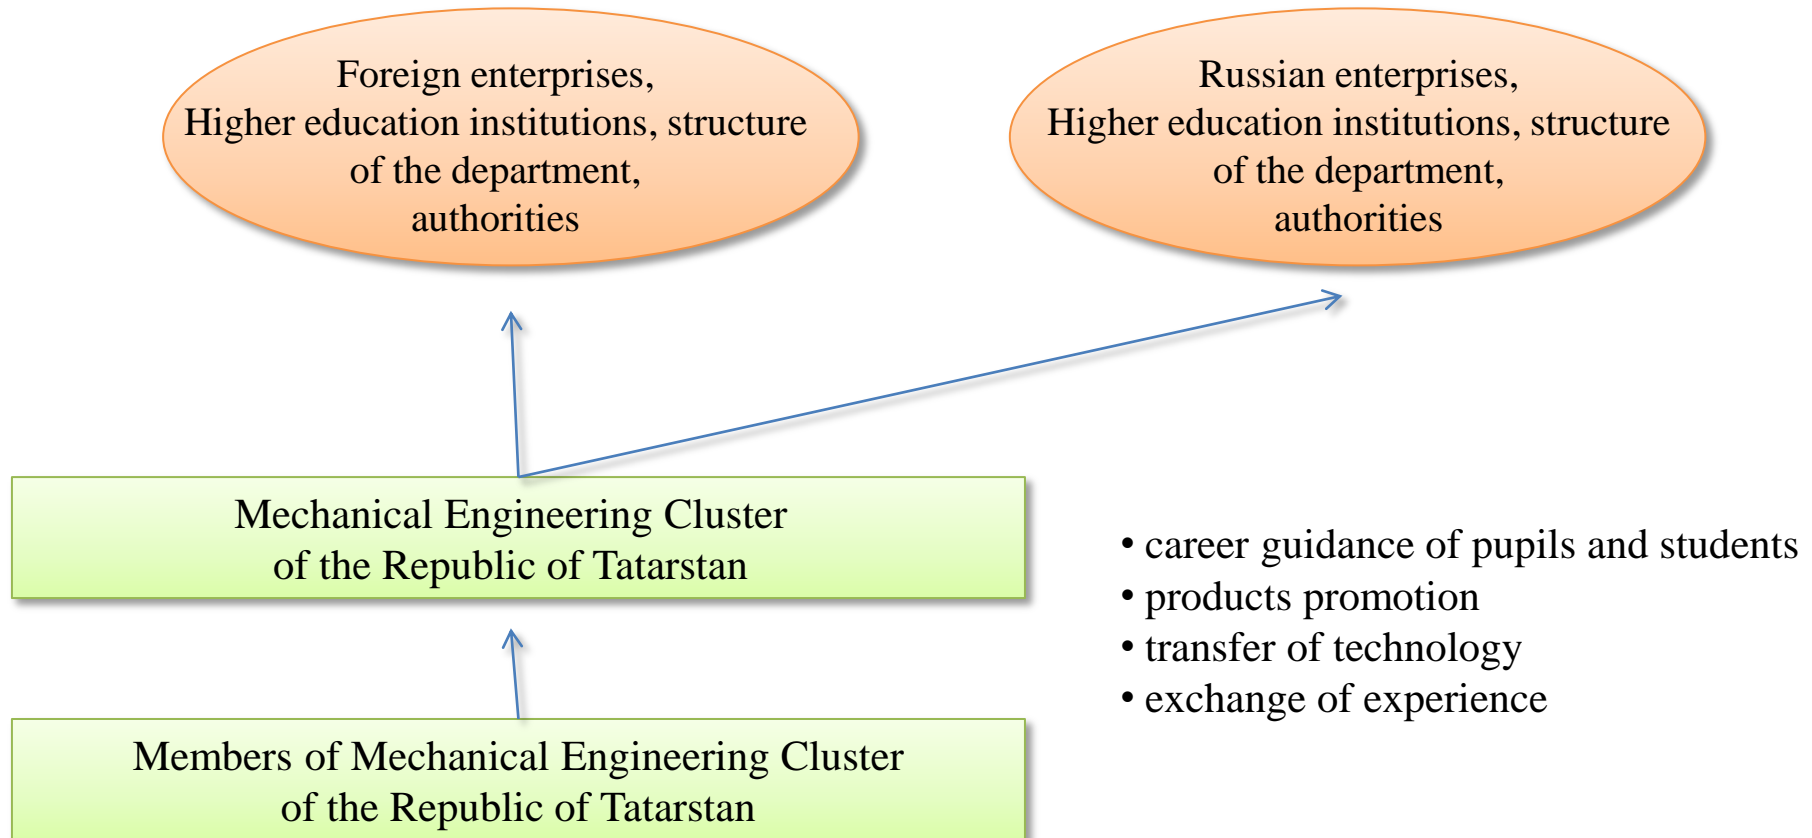 Foreign enterprises,
Higher education institutions, structure
of the department,
authorities
Russian enterprises,
Higher education institutions, structure
of the department,
authorities
Mechanical Engineering Cluster
of the Republic of Tatarstan
• career guidance of pupils and students
• products promotion
• transfer of technology
• exchange of experience
Members of Mechanical Engineering Cluster
of the Republic of Tatarstan